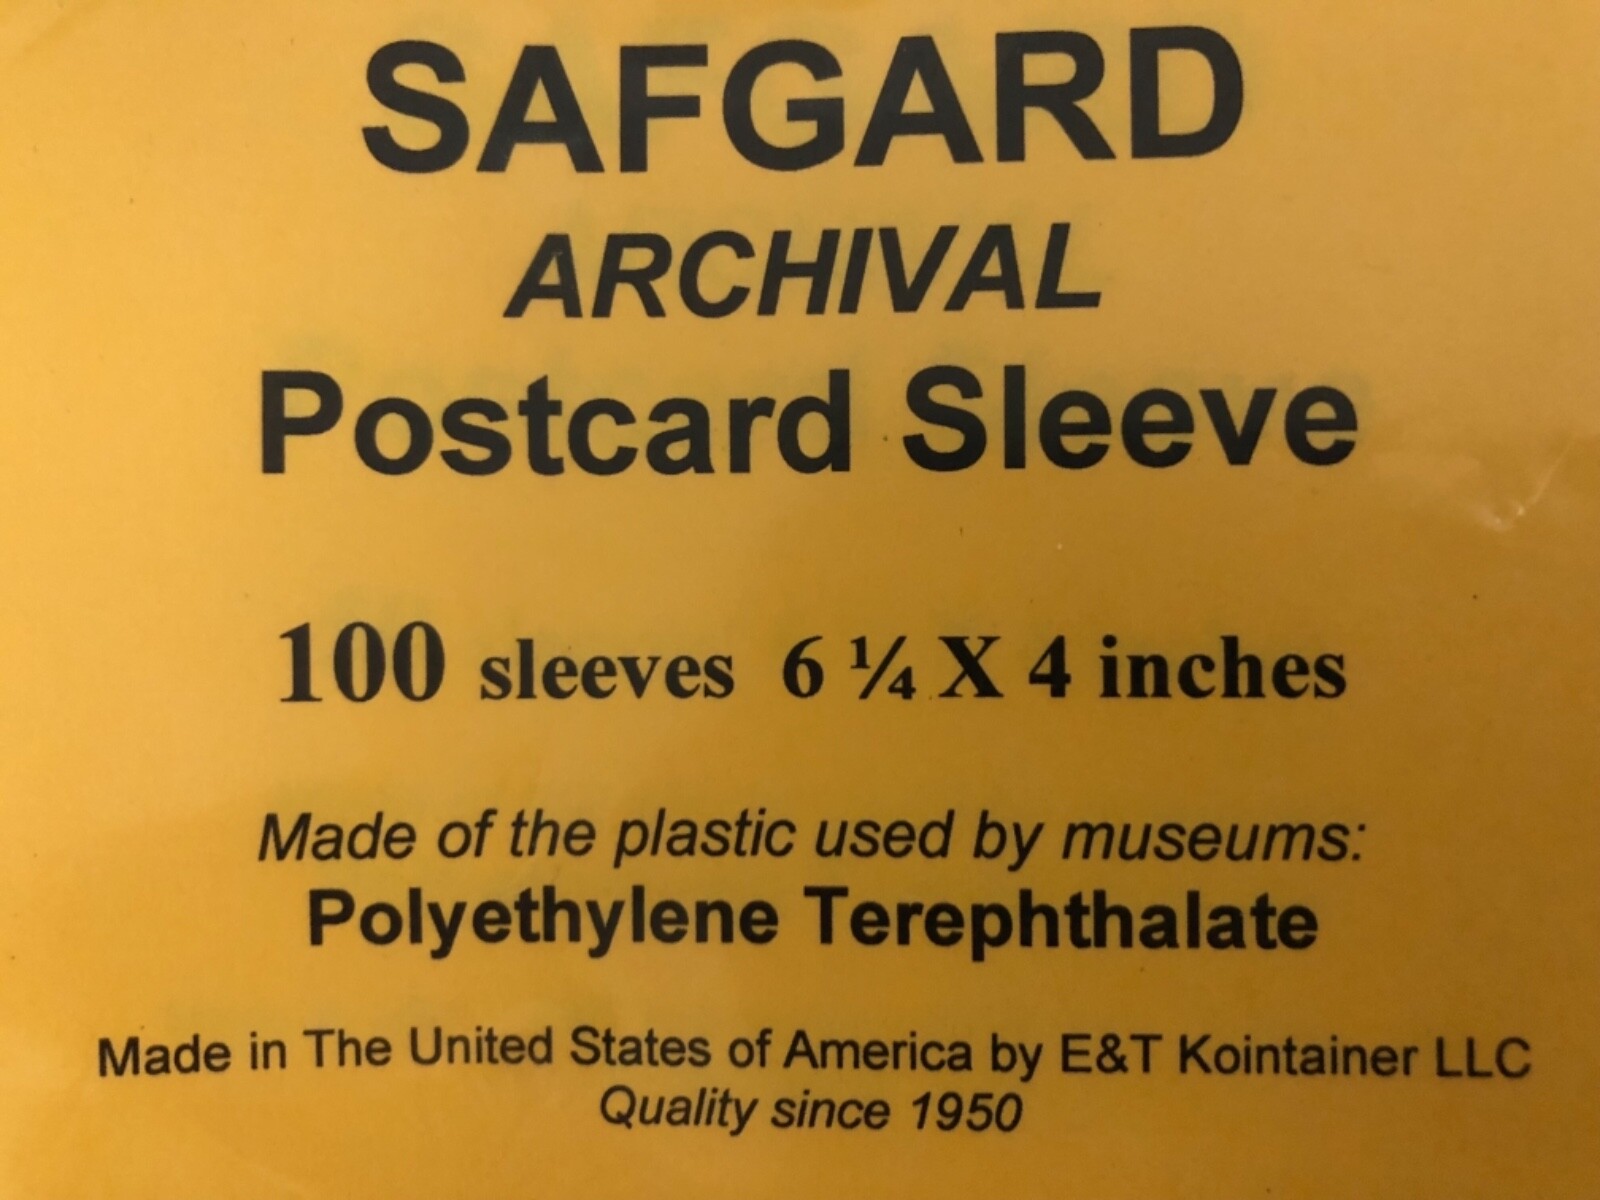 SAFGARD
ARCHIVAL
Postcard Sleeve
100 sleeves 6 ¼ X 4 inches
Made of the plastic used by museums:
Polyethylene Terephthalate
Made in The United States of America by E&T Kointainer LLC
Quality since 1950